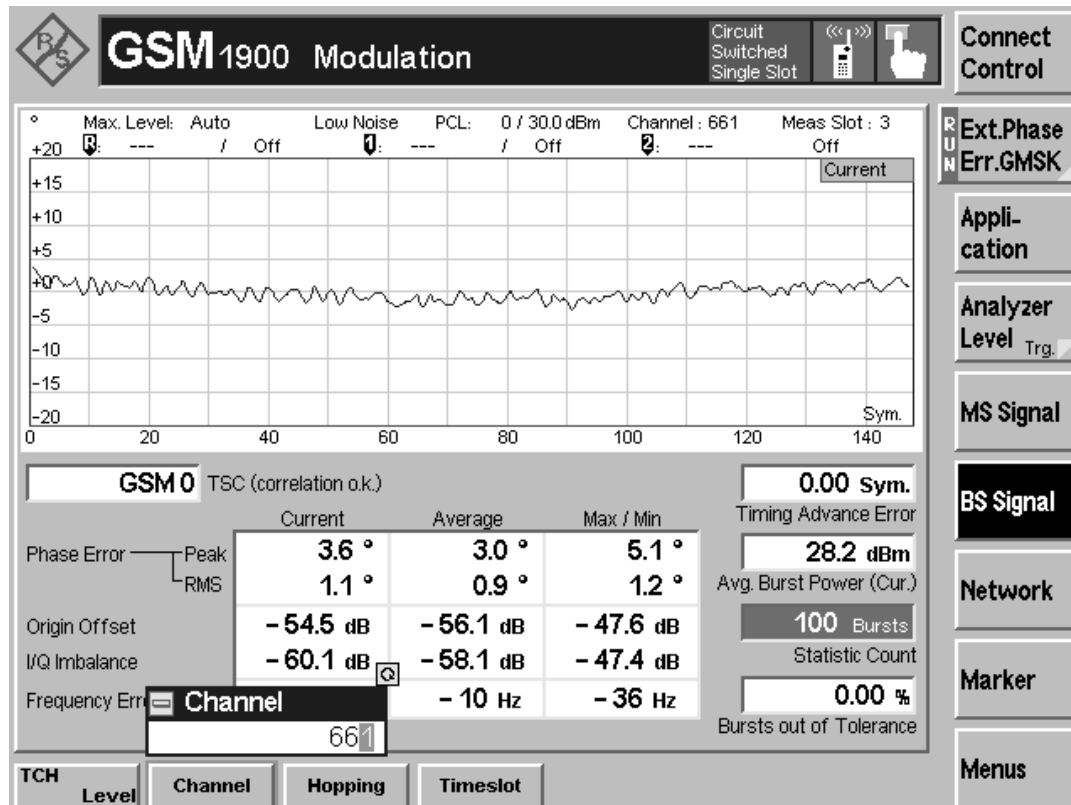 R/S
GSM 1900 Modulation
Circuit
Switched
Single Slot
Connect
Control
° Max. Level: Auto Low Noise PCL: 0 / 30.0 dBm Channel : 661 Meas Slot : 3
R: --- / Off 1: --- / Off 2: --- Off
Current
+20
+15
+10
+5
+0
-5
-10
-15
-20
Sym.
0 20 40 60 80 100 120 140
RUN
Ext.Phase
Err.GMSK
Appli-
cation
Analyzer
Level Trg.
MS Signal
BS Signal
Network
Marker
Menus
GSM 0 TSC (correlation o.k.)
0.00 Sym.
Timing Advance Error
Current Average Max / Min
Phase Error Peak 3.6 ° 3.0 ° 5.1 °
RMS 1.1 ° 0.9 ° 1.2 °
28.2 dBm
Avg. Burst Power (Cur.)
Origin Offset – 54.5 dB – 56.1 dB – 47.6 dB
100 Bursts
Statistic Count
I/Q Imbalance – 60.1 dB – 58.1 dB – 47.4 dB
Frequency Err – 10 Hz – 36 Hz
0.00 %
Bursts out of Tolerance
Channel
661
TCH
Level
Channel
Hopping
Timeslot